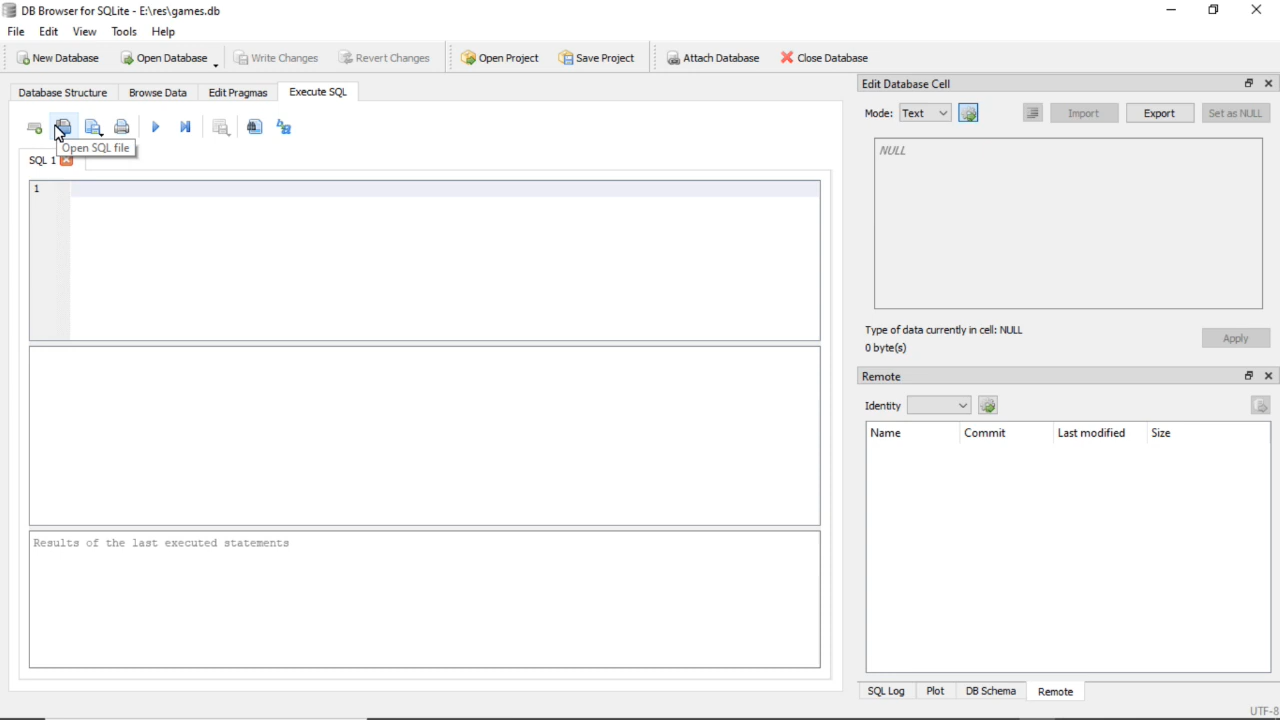 DB Browser for SQLite - E:\res\games.db
File Edit View Tools Help
New Database Open Database Write Changes Revert Changes Open Project Save Project Attach Database Close Database
Database Structure Browse Data Edit Pragmas Execute SQL
Open SQL file
SQL 1
1
Results of the last executed statements
Edit Database Cell
Mode: Text Import Export Set as NULL
NULL
Type of data currently in cell: NULL
0 byte(s)
Apply
Remote
Identity
Name Commit Last modified Size
SQL Log Plot DB Schema Remote
UTF-8